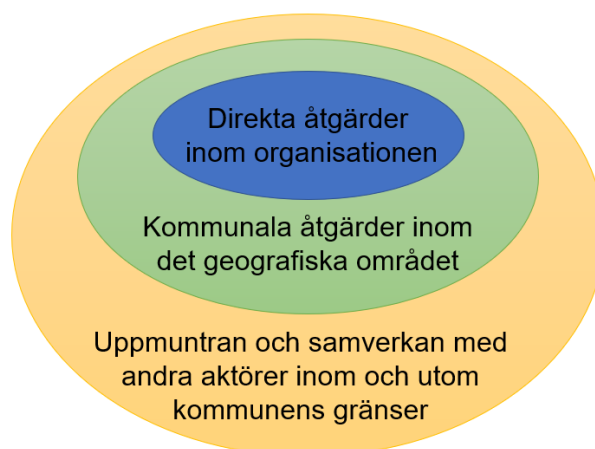 Direkta åtgärder
inom organisationen
Kommunala åtgärder inom
det geografiska området
Uppmuntran och samverkan med
andra aktörer inom och utom
kommunens gränser